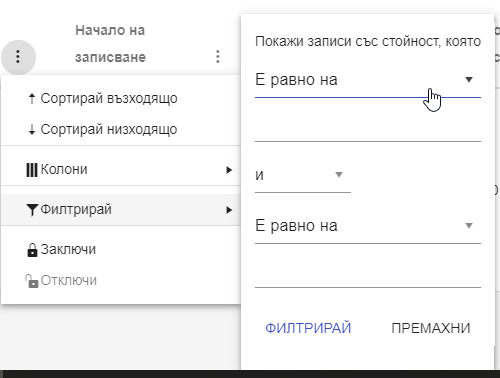 Начало на
записване
Сортирай възходящо
Сортирай низходящо
Колони
Филтрирай
Заключи
Отключи
Покажи записи със стойност, която
Е равно на
и
Е равно на
ФИЛТРИРАЙ
ПРЕМАХНИ